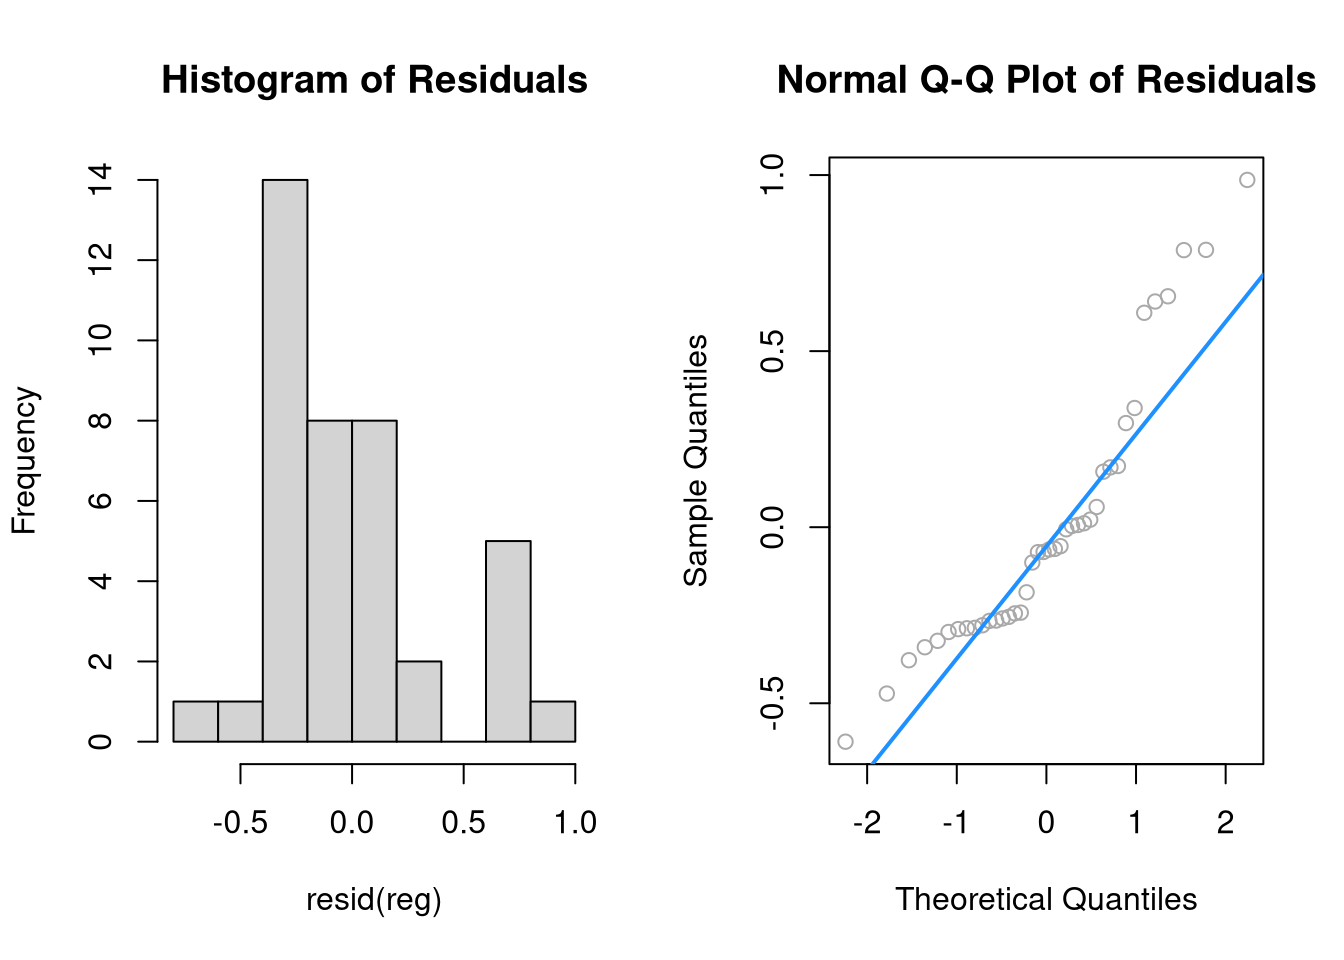 Histogram of Residuals
Frequency
14
12
10
8
6
4
2
0
-0.5 0.0 0.5 1.0
resid(reg)
Normal Q-Q Plot of Residuals
Sample Quantiles
1.0
0.5
0.0
-0.5
-2 -1 0 1 2
Theoretical Quantiles